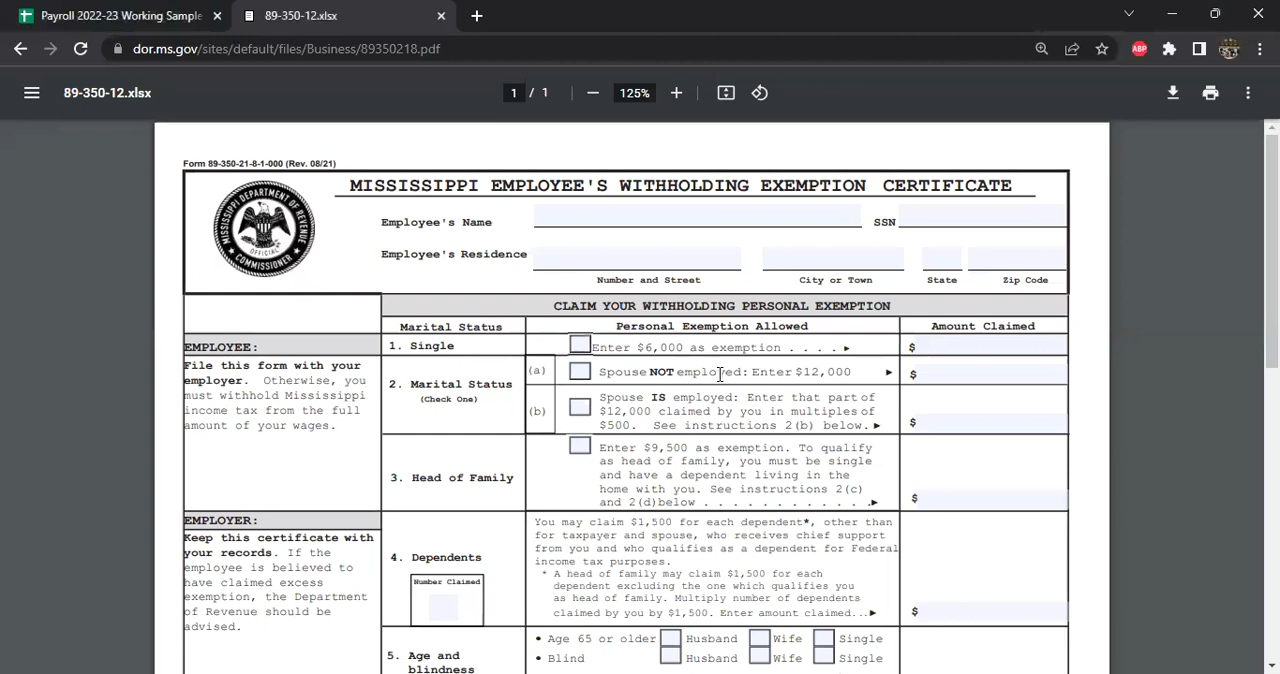 Payroll 2022-23 Working Sample
89-350-12.xlsx
dor.ms.gov/sites/default/files/Business/89350218.pdf
ABP
89-350-12.xlsx
1 / 1
125%
Form 89-350-21-8-1-000 (Rev. 08/21)
MISSISSIPPI EMPLOYEE'S WITHHOLDING EXEMPTION CERTIFICATE
MISSISSIPPI DEPARTMENT OF REVENUE
OFFICIAL
COMMISSIONER
Employee's Name
SSN
Employee's Residence
Number and Street
City or Town
State
Zip Code
CLAIM YOUR WITHHOLDING PERSONAL EXEMPTION
Marital Status
Personal Exemption Allowed
Amount Claimed
EMPLOYEE:
File this form with your
employer. Otherwise, you
must withhold Mississippi
income tax from the full
amount of your wages.
1. Single
Enter $6,000 as exemption . . . . ►
$
2. Marital Status
(Check One)
(a)
Spouse NOT employed: Enter $12,000 ►
$
(b)
Spouse IS employed: Enter that part of
$12,000 claimed by you in multiples of
$500. See instructions 2(b) below. ►
$
3. Head of Family
Enter $9,500 as exemption. To qualify
as head of family, you must be single
and have a dependent living in the
home with you. See instructions 2(c)
and 2(d)below . . . . . . . . . . . .►
$
EMPLOYER:
Keep this certificate with
your records. If the
employee is believed to
have claimed excess
exemption, the Department
of Revenue should be
advised.
4. Dependents
Number Claimed
You may claim $1,500 for each dependent*, other than
for taxpayer and spouse, who receives chief support
from you and who qualifies as a dependent for Federal
income tax purposes.
* A head of family may claim $1,500 for each
dependent excluding the one which qualifies you
as head of family. Multiply number of dependents
claimed by you by $1,500. Enter amount claimed...►
$
5. Age and
blindness
• Age 65 or older Husband Wife Single
• Blind Husband Wife Single